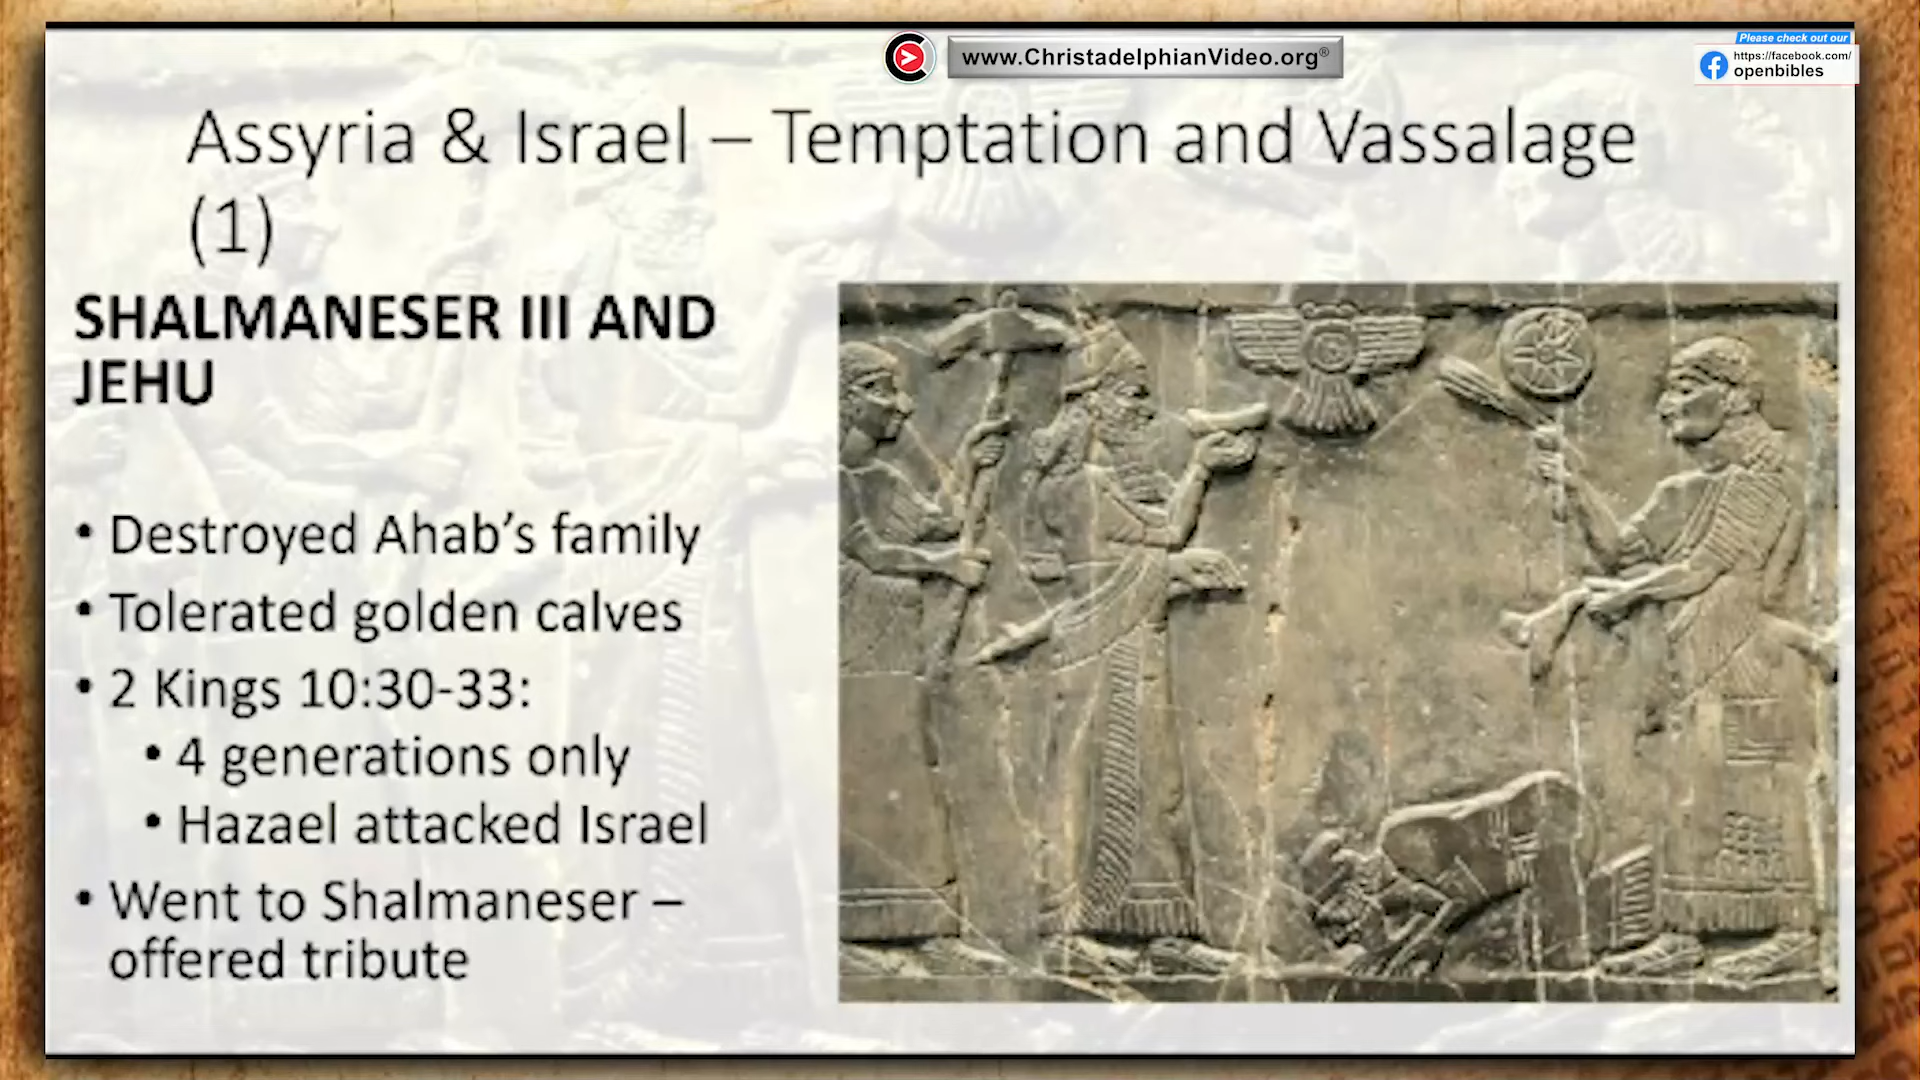 www.ChristadelphianVideo.org®
Please check out our
https://facebook.com/
openbibles
Assyria & Israel – Temptation and Vassalage
(1)
SHALMANESER III AND
JEHU
• Destroyed Ahab’s family
• Tolerated golden calves
• 2 Kings 10:30-33:
• 4 generations only
• Hazael attacked Israel
• Went to Shalmaneser –
offered tribute